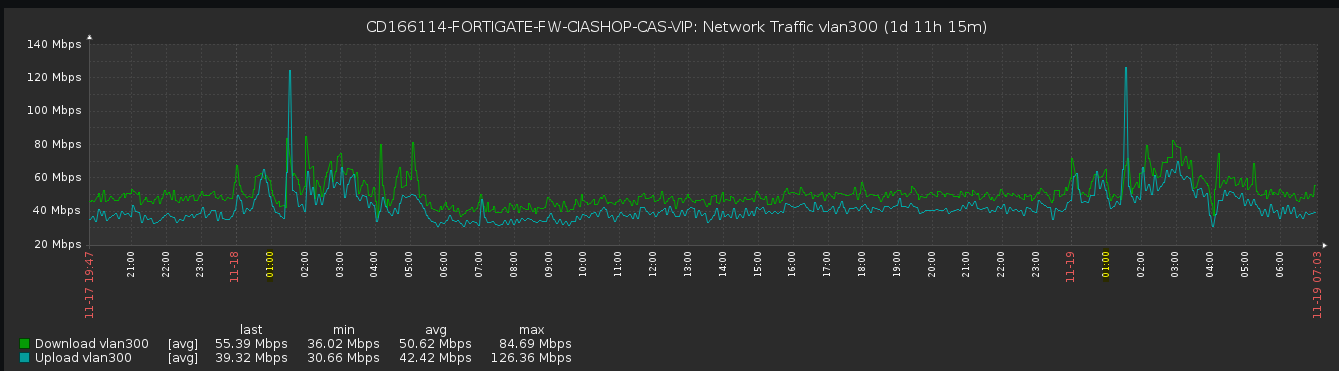 CD166114-FORTIGATE-FW-CIASHOP-CAS-VIP: Network Traffic vlan300 (1d 11h 15m)
140 Mbps
120 Mbps
100 Mbps
80 Mbps
60 Mbps
40 Mbps
20 Mbps
11-17 19:47 21:00 22:00 23:00 11-18 01:00 02:00 03:00 04:00 05:00 06:00 07:00 08:00 09:00 10:00 11:00 12:00 13:00 14:00 15:00 16:00 17:00 18:00 19:00 20:00 21:00 22:00 23:00 11-19 01:00 02:00 03:00 04:00 05:00 06:00 11-19 07:03
last min avg max
Download vlan300 [avg] 55.39 Mbps 36.02 Mbps 50.62 Mbps 84.69 Mbps
Upload vlan300 [avg] 39.32 Mbps 30.66 Mbps 42.42 Mbps 126.36 Mbps